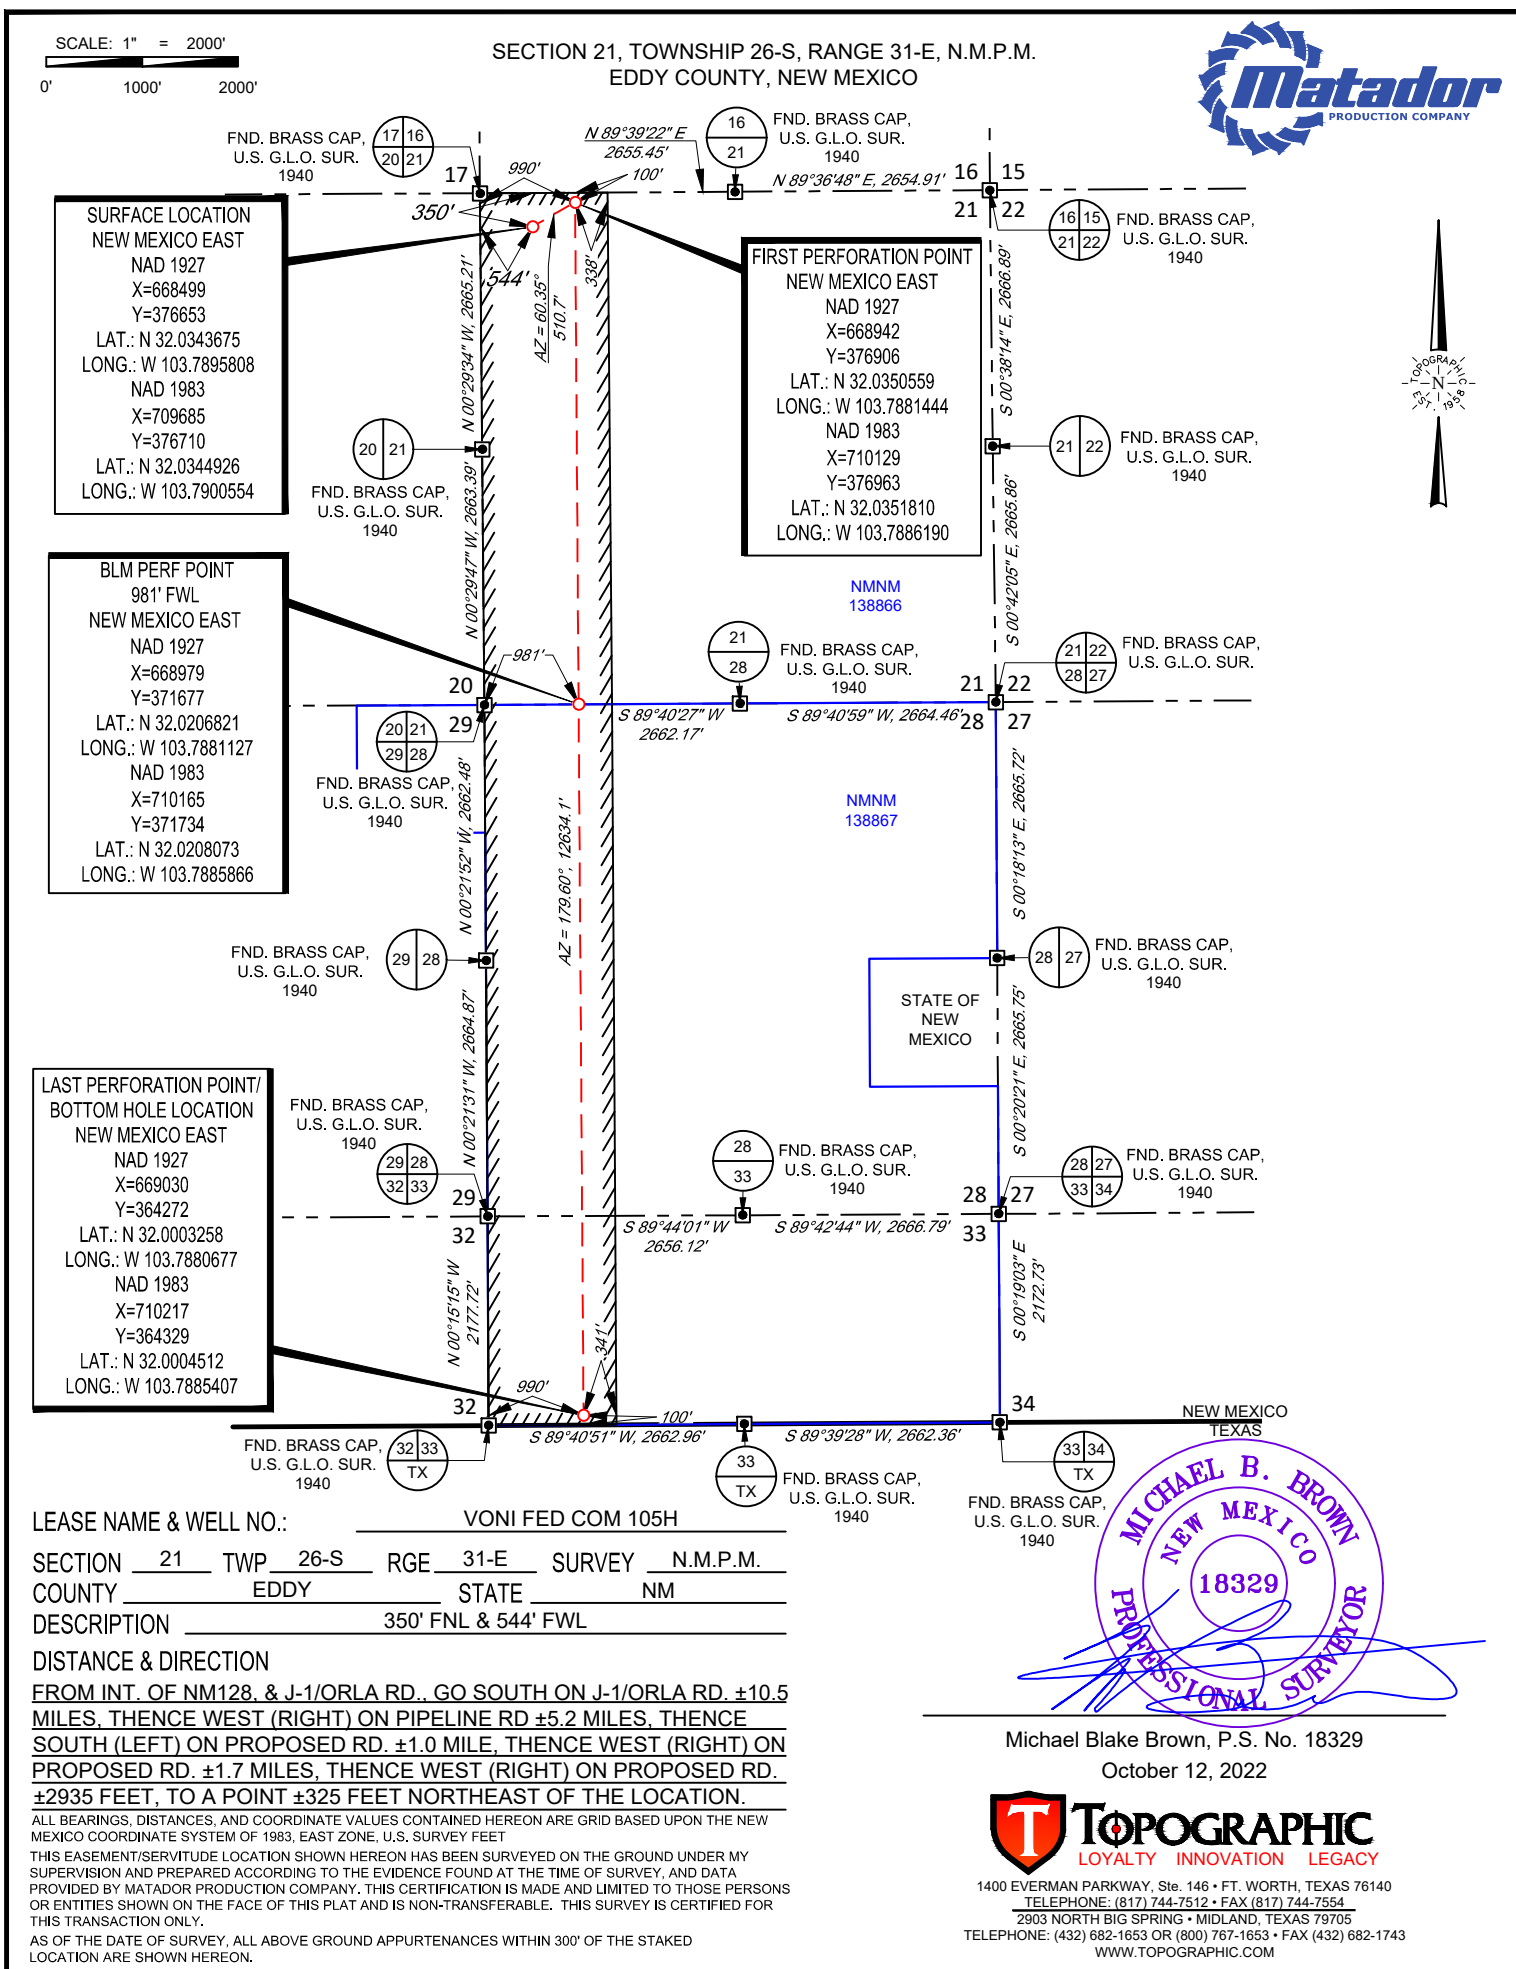 SCALE: 1" = 2000'
0' 1000' 2000'
SECTION 21, TOWNSHIP 26-S, RANGE 31-E, N.M.P.M.
EDDY COUNTY, NEW MEXICO
Matador
PRODUCTION COMPANY
FND. BRASS CAP,
U.S. G.L.O. SUR.
1940
17 16
20 21
17
990'
100'
350'
544'
338'
N 89°39'22" E
2655.45'
16
21
FND. BRASS CAP,
U.S. G.L.O. SUR.
1940
N 89°36'48" E, 2654.91'
16 15
21 22
16 15
21 22
FND. BRASS CAP,
U.S. G.L.O. SUR.
1940
SURFACE LOCATION
NEW MEXICO EAST
NAD 1927
X=668499
Y=376653
LAT.: N 32.0343675
LONG.: W 103.7895808
NAD 1983
X=709685
Y=376710
LAT.: N 32.0344926
LONG.: W 103.7900554
N 00°29'34" W, 2665.21'
AZ = 60.35°
510.7'
FIRST PERFORATION POINT
NEW MEXICO EAST
NAD 1927
X=668942
Y=376906
LAT.: N 32.0350559
LONG.: W 103.7881444
NAD 1983
X=710129
Y=376963
LAT.: N 32.0351810
LONG.: W 103.7886190
S 00°38'14" E, 2666.89'
TOPOGRAPHIC
N
EST. 1958
20 21
FND. BRASS CAP,
U.S. G.L.O. SUR.
1940
N 00°29'47" W, 2663.39'
21 22
FND. BRASS CAP,
U.S. G.L.O. SUR.
1940
S 00°42'05" E, 2665.86'
BLM PERF POINT
981' FWL
NEW MEXICO EAST
NAD 1927
X=668979
Y=371677
LAT.: N 32.0206821
LONG.: W 103.7881127
NAD 1983
X=710165
Y=371734
LAT.: N 32.0208073
LONG.: W 103.7885866
NMNM
138866
981'
21
28
FND. BRASS CAP,
U.S. G.L.O. SUR.
1940
21 22
28 27
FND. BRASS CAP,
U.S. G.L.O. SUR.
20
29
20 21
29 28
FND. BRASS CAP,
U.S. G.L.O. SUR.
1940
S 89°40'27" W
2662.17'
S 89°40'59" W, 2664.46'
21 22
28 27
N 00°21'52" W, 2662.48'
AZ = 179.60°, 12634.1'
NMNM
138867
S 00°18'13" E, 2665.72'
FND. BRASS CAP,
U.S. G.L.O. SUR.
1940
29 28
28 27
FND. BRASS CAP,
U.S. G.L.O. SUR.
1940
STATE OF
NEW
MEXICO
N 00°21'31" W, 2664.87'
S 00°20'21" E, 2665.75'
LAST PERFORATION POINT/
BOTTOM HOLE LOCATION
NEW MEXICO EAST
NAD 1927
X=669030
Y=364272
LAT.: N 32.0003258
LONG.: W 103.7880677
NAD 1983
X=710217
Y=364329
LAT.: N 32.0004512
LONG.: W 103.7885407
FND. BRASS CAP,
U.S. G.L.O. SUR.
1940
29 28
32 33
29
32
28
33
FND. BRASS CAP,
U.S. G.L.O. SUR.
1940
28 27
33
28 27
33 34
FND. BRASS CAP,
U.S. G.L.O. SUR.
1940
S 89°44'01" W
2656.12'
S 89°42'44" W, 2666.79'
N 00°15'15" W
2177.72'
S 00°19'03" E
2172.73'
341'
990'
100'
32
34
NEW MEXICO
TEXAS
S 89°40'51" W, 2662.96'
S 89°39'28" W, 2662.36'
FND. BRASS CAP,
U.S. G.L.O. SUR.
1940
32 33
TX
33
TX
FND. BRASS CAP,
U.S. G.L.O. SUR.
1940
33 34
TX
FND. BRASS CAP,
U.S. G.L.O. SUR.
1940
LEASE NAME & WELL NO.: VONI FED COM 105H
SECTION 21 TWP 26-S RGE 31-E SURVEY N.M.P.M.
COUNTY EDDY STATE NM
DESCRIPTION 350' FNL & 544' FWL
DISTANCE & DIRECTION
FROM INT. OF NM128, & J-1/ORLA RD., GO SOUTH ON J-1/ORLA RD. ±10.5
MILES, THENCE WEST (RIGHT) ON PIPELINE RD ±5.2 MILES, THENCE
SOUTH (LEFT) ON PROPOSED RD. ±1.0 MILE, THENCE WEST (RIGHT) ON
PROPOSED RD. ±1.7 MILES, THENCE WEST (RIGHT) ON PROPOSED RD.
±2935 FEET, TO A POINT ±325 FEET NORTHEAST OF THE LOCATION.
ALL BEARINGS, DISTANCES, AND COORDINATE VALUES CONTAINED HEREON ARE GRID BASED UPON THE NEW
MEXICO COORDINATE SYSTEM OF 1983, EAST ZONE, U.S. SURVEY FEET
THIS EASEMENT/SERVITUDE LOCATION SHOWN HEREON HAS BEEN SURVEYED ON THE GROUND UNDER MY
SUPERVISION AND PREPARED ACCORDING TO THE EVIDENCE FOUND AT THE TIME OF SURVEY, AND DATA
PROVIDED BY MATADOR PRODUCTION COMPANY. THIS CERTIFICATION IS MADE AND LIMITED TO THOSE PERSONS
OR ENTITIES SHOWN ON THE FACE OF THIS PLAT AND IS NON-TRANSFERABLE. THIS SURVEY IS CERTIFIED FOR
THIS TRANSACTION ONLY.
AS OF THE DATE OF SURVEY, ALL ABOVE GROUND APPURTENANCES WITHIN 300' OF THE STAKED
LOCATION ARE SHOWN HEREON.
MICHAEL B. BROWN
NEW MEXICO
18329
PROFESSIONAL SURVEYOR
Michael Blake Brown, P.S. No. 18329
October 12, 2022
T TOPOGRAPHIC
LOYALTY INNOVATION LEGACY
1400 EVERMAN PARKWAY, Ste. 146 • FT. WORTH, TEXAS 76140
TELEPHONE: (817) 744-7512 • FAX (817) 744-7554
2903 NORTH BIG SPRING • MIDLAND, TEXAS 79705
TELEPHONE: (432) 682-1653 OR (800) 767-1653 • FAX (432) 682-1743
WWW.TOPOGRAPHIC.COM